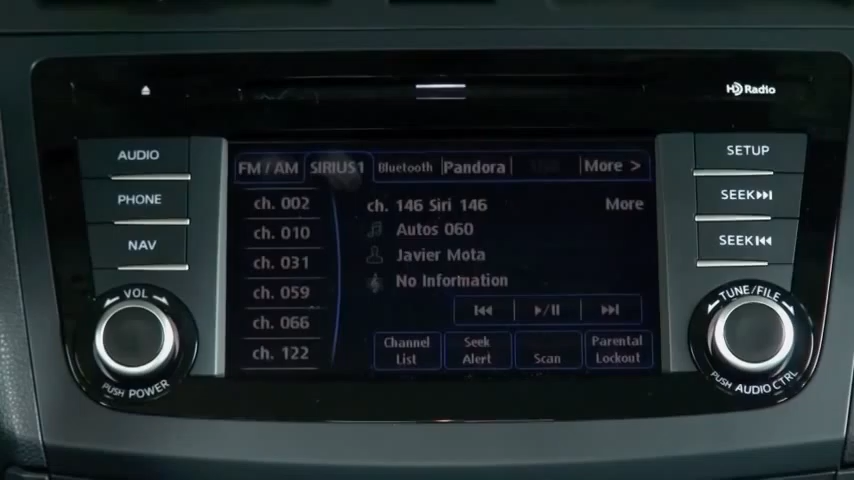 HD Radio
AUDIO
PHONE
NAV
VOL
PUSH POWER
FM / AM SIRIUS1 Bluetooth Pandora More >
ch. 002
ch. 010
ch. 031
ch. 059
ch. 066
ch. 122
ch. 146 Siri 146 More
Autos 060
Javier Mota
No Information
Channel List
Seek Alert
Scan
Parental Lockout
SETUP
SEEK
SEEK
TUNE/FILE
PUSH AUDIO CTRL